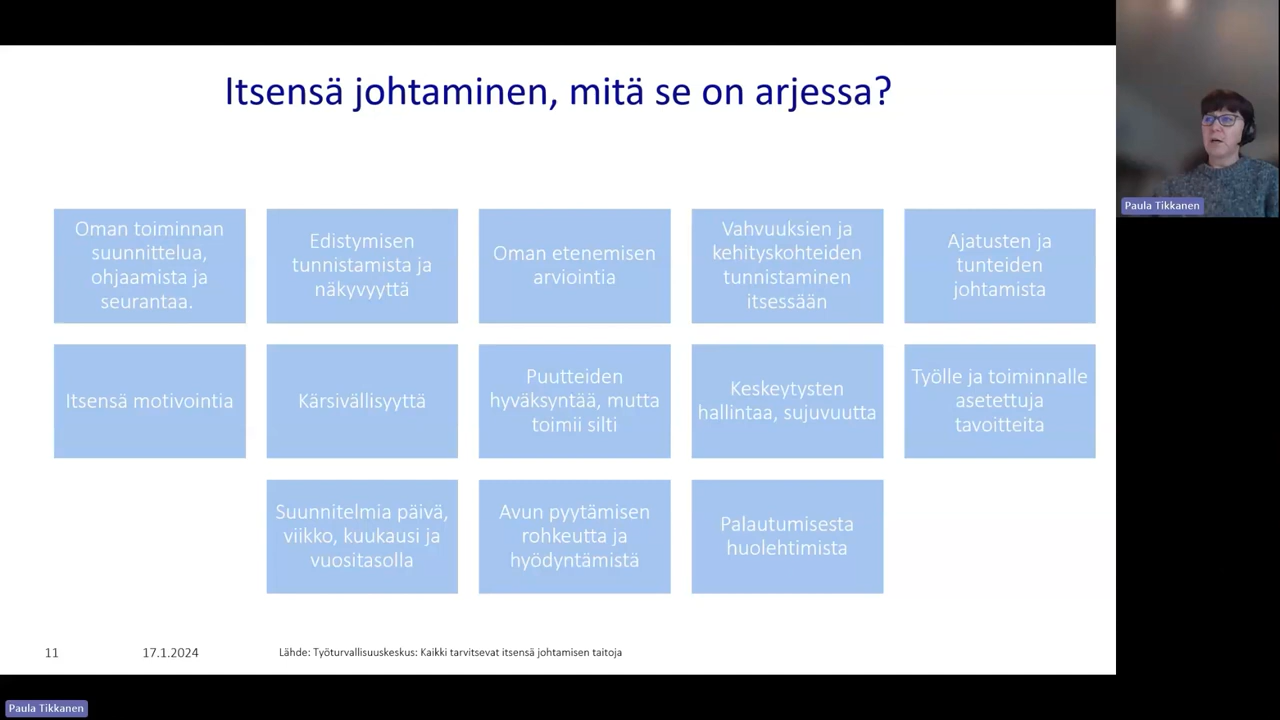 Itsensä johtaminen, mitä se on arjessa?
Oman toiminnan
suunnittelua,
ohjaamista ja
seurantaa.
Edistymisen
tunnistamista ja
näkyvyyttä
Oman etenemisen
arviointia
Vahvuuksien ja
kehityskohteiden
tunnistaminen
itsessään
Ajatusten ja
tunteiden
johtamista
Itsensä motivointia
Kärsivällisyyttä
Puutteiden
hyväksyntää, mutta
toimii silti
Keskeytysten
hallintaa, sujuvuutta
Työlle ja toiminnalle
asetettuja
tavoitteita
Suunnitelmia päivä,
viikko, kuukausi ja
vuositasolla
Avun pyytämisen
rohkeutta ja
hyödyntämistä
Palautumisesta
huolehtimista
11
17.1.2024
Lähde: Työturvallisuuskeskus: Kaikki tarvitsevat itsensä johtamisen taitoja
Paula Tikkanen
Paula Tikkanen